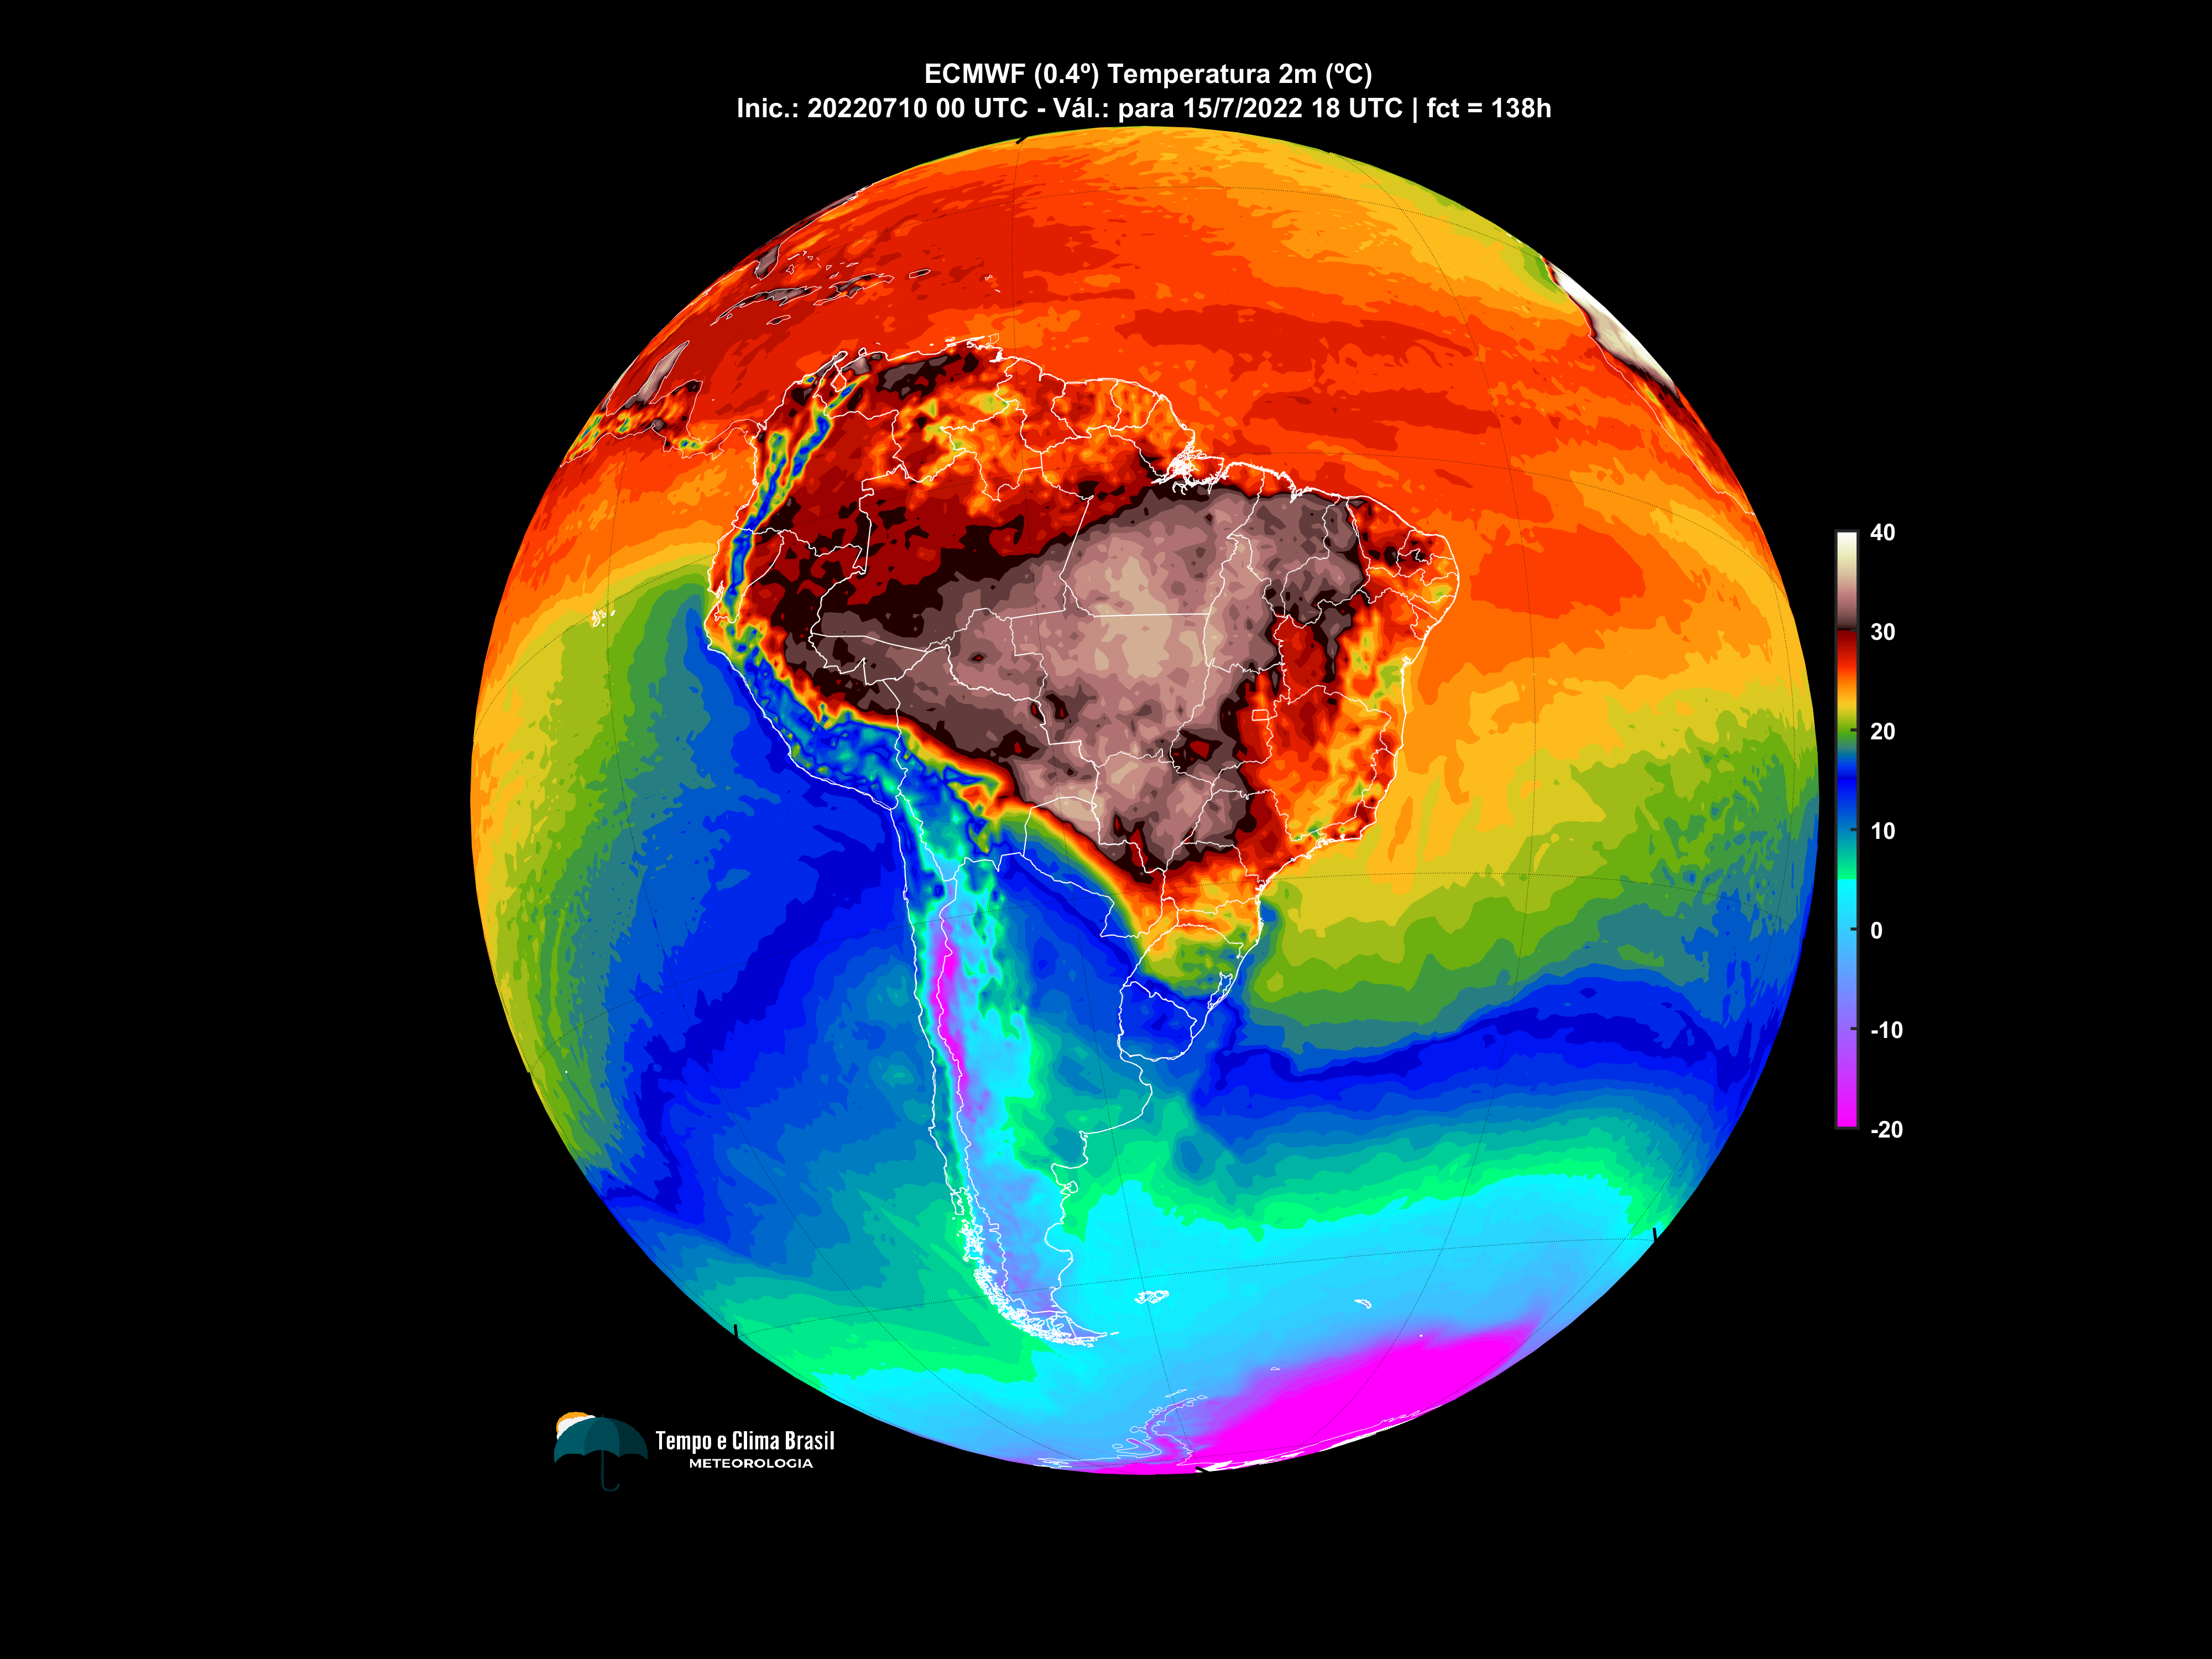 ECMWF (0.4º) Temperatura 2m (ºC)
Inic.: 20220710 00 UTC - Vál.: para 15/7/2022 18 UTC | fct = 138h
40
30
20
10
0
-10
-20
Tempo e Clima Brasil
METEOROLOGIA